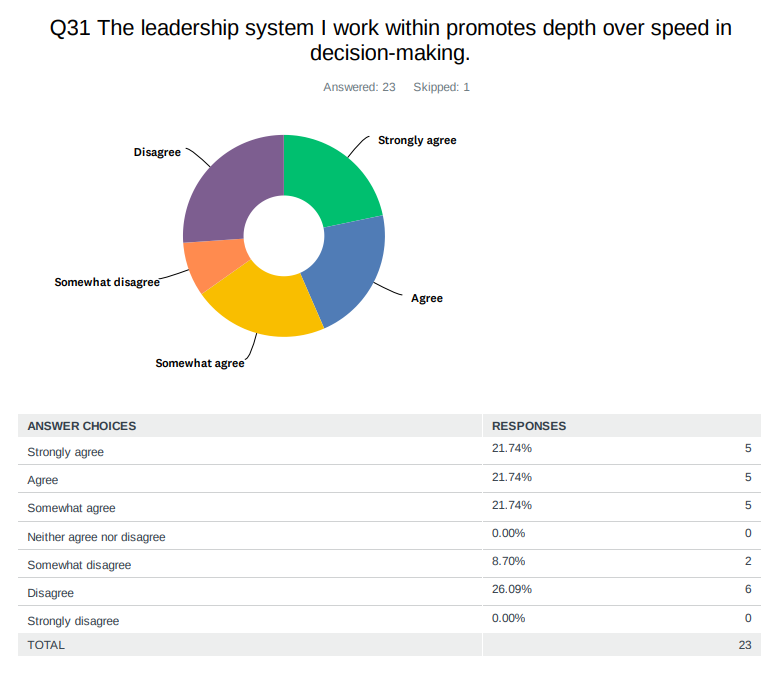 Q31 The leadership system I work within promotes depth over speed in
decision-making.
Answered: 23 Skipped: 1
Strongly agree
Disagree
Somewhat disagree
Agree
Somewhat agree
ANSWER CHOICES RESPONSES
Strongly agree 21.74% 5
Agree 21.74% 5
Somewhat agree 21.74% 5
Neither agree nor disagree 0.00% 0
Somewhat disagree 8.70% 2
Disagree 26.09% 6
Strongly disagree 0.00% 0
TOTAL 23